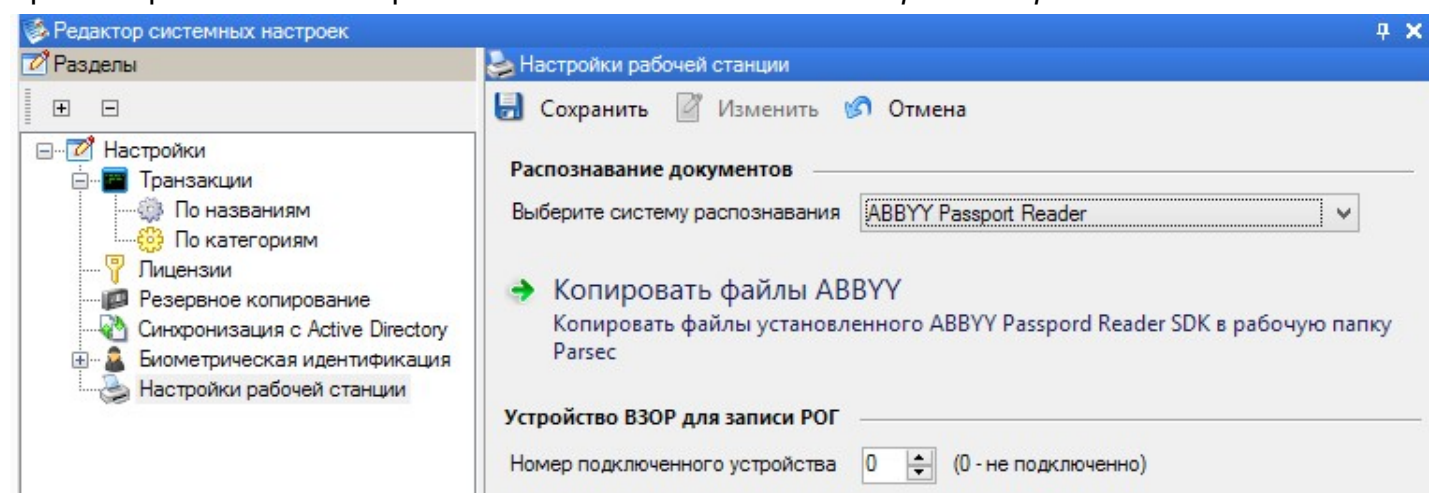 Редактор системных настроек
Разделы
Настройки
Транзакции
По названиям
По категориям
Лицензии
Резервное копирование
Синхронизация с Active Directory
Биометрическая идентификация
Настройки рабочей станции
Настройки рабочей станции
Сохранить Изменить Отмена
Распознавание документов
Выберите систему распознавания ABBYY Passport Reader
Копировать файлы ABBYY
Копировать файлы установленного ABBYY Passpord Reader SDK в рабочую папку
Parsec
Устройство ВЗОР для записи РОГ
Номер подключенного устройства 0 (0 - не подключенно)